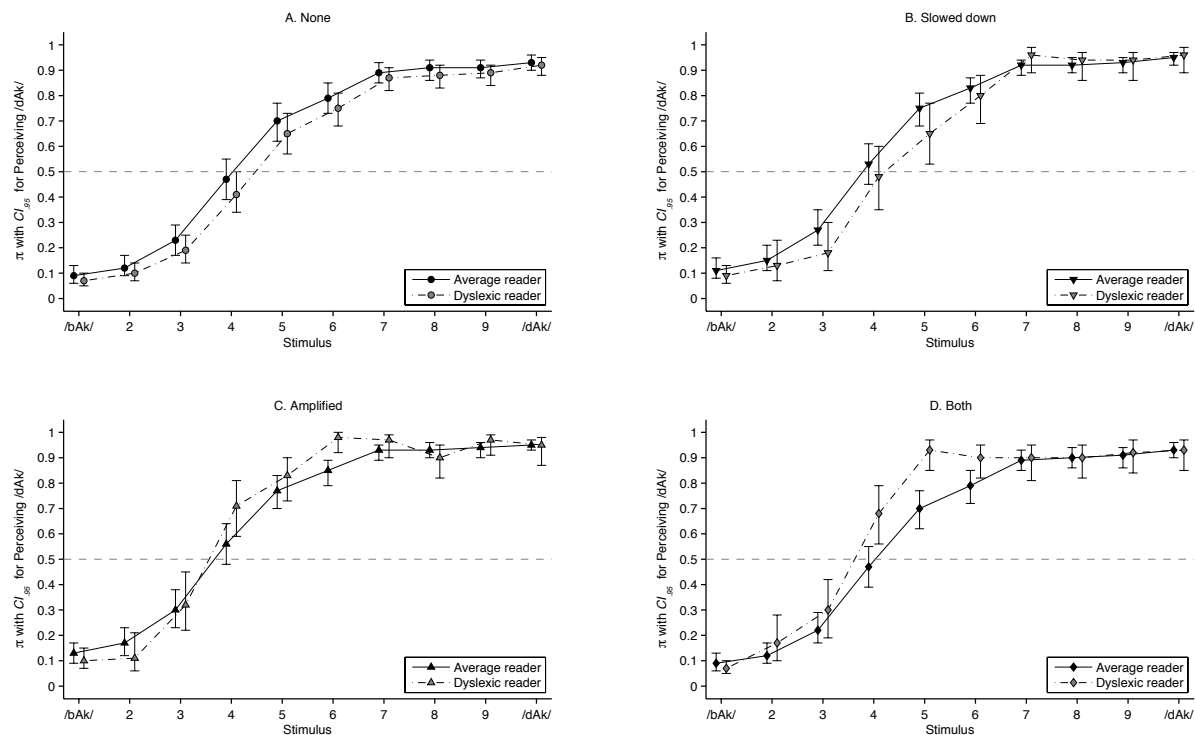 A. None
π with CI.95 for Perceiving /dAk/
1
0.9
0.8
0.7
0.6
0.5
0.4
0.3
0.2
0.1
0
/bAk/ 2 3 4 5 6 7 8 9 /dAk/
Stimulus
Average reader
Dyslexic reader
B. Slowed down
π with CI.95 for Perceiving /dAk/
1
0.9
0.8
0.7
0.6
0.5
0.4
0.3
0.2
0.1
0
/bAk/ 2 3 4 5 6 7 8 9 /dAk/
Stimulus
Average reader
Dyslexic reader
C. Amplified
π with CI.95 for Perceiving /dAk/
1
0.9
0.8
0.7
0.6
0.5
0.4
0.3
0.2
0.1
0
/bAk/ 2 3 4 5 6 7 8 9 /dAk/
Stimulus
Average reader
Dyslexic reader
D. Both
π with CI.95 for Perceiving /dAk/
1
0.9
0.8
0.7
0.6
0.5
0.4
0.3
0.2
0.1
0
/bAk/ 2 3 4 5 6 7 8 9 /dAk/
Stimulus
Average reader
Dyslexic reader